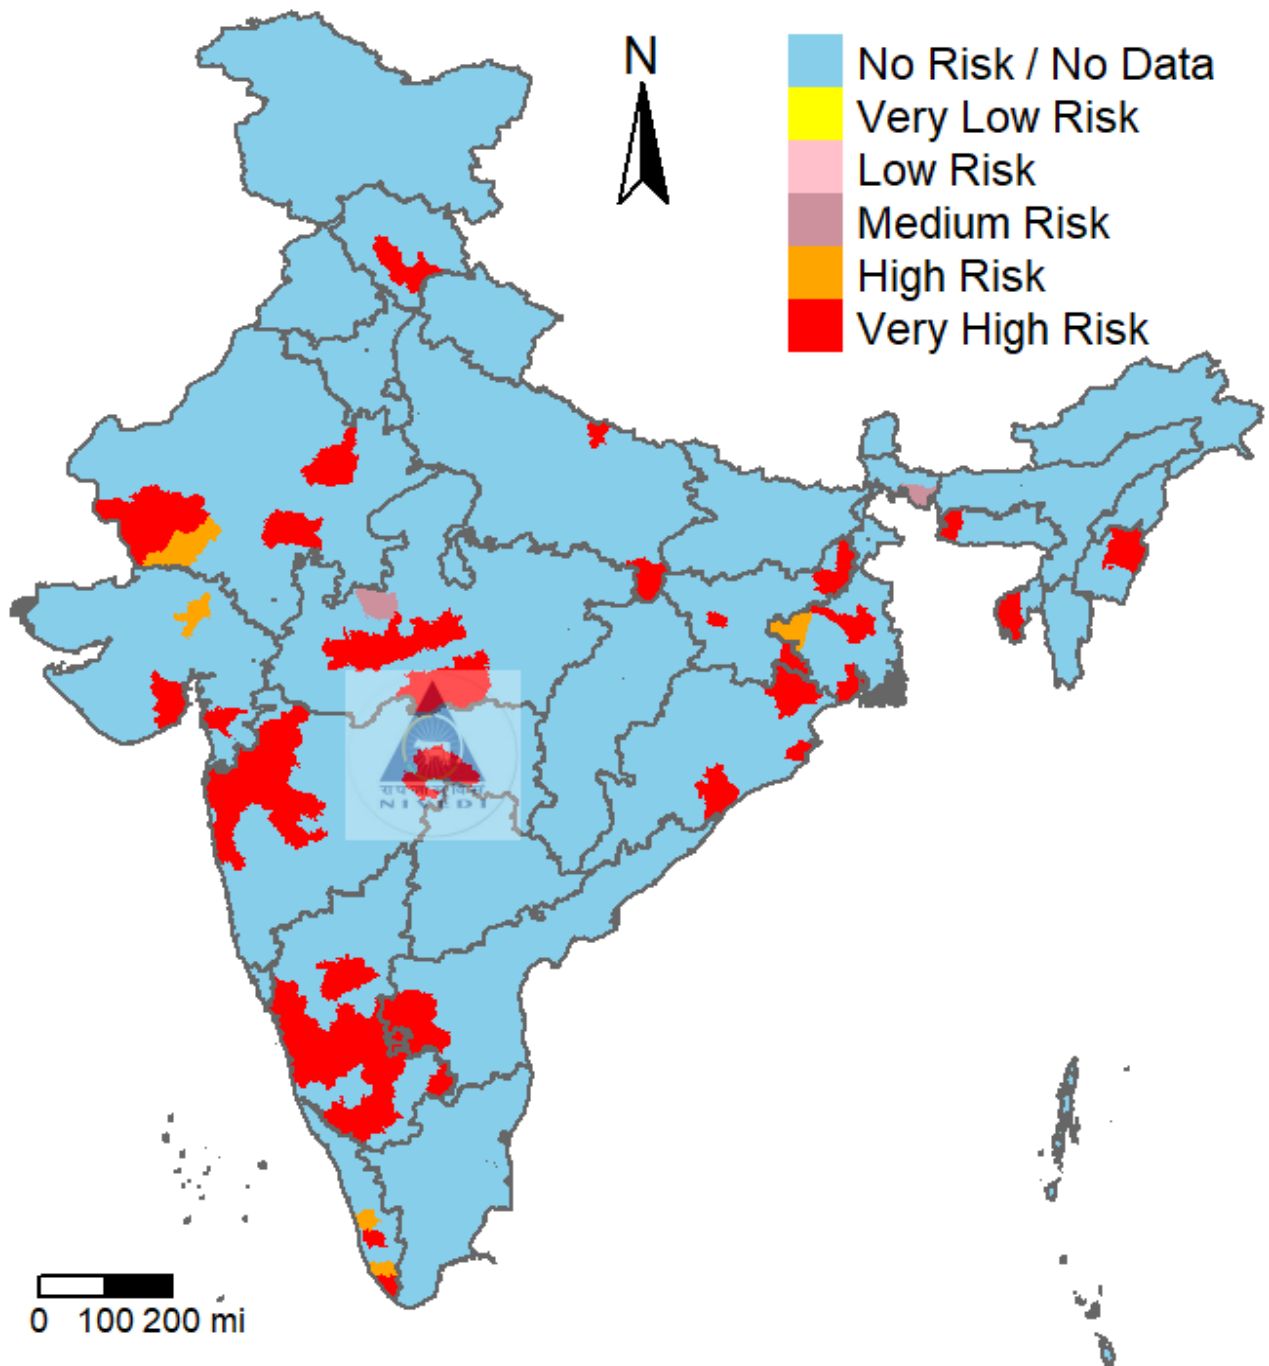 N
No Risk / No Data
Very Low Risk
Low Risk
Medium Risk
High Risk
Very High Risk
NIVEDI
0 100 200 mi